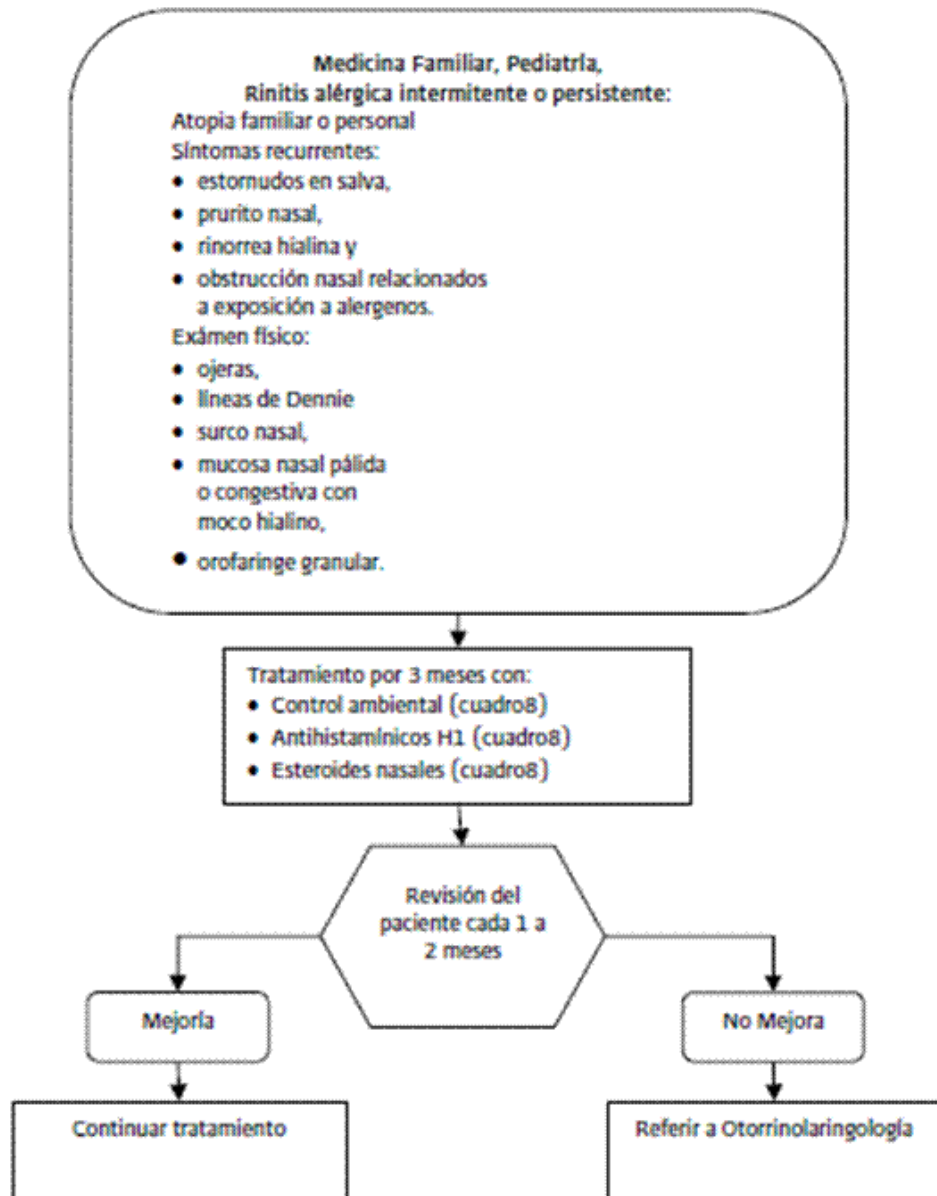 Medicina Familiar, Pediatría,
Rinitis alérgica intermitente o persistente:
Atopia familiar o personal
Síntomas recurrentes:
• estornudos en salva,
• prurito nasal,
• rinorrea hialina y
• obstrucción nasal relacionados
a exposición a alergenos.
Exámen físico:
• ojeras,
• líneas de Dennie
• surco nasal,
• mucosa nasal pálida
o congestiva con
moco hialino,
• orofaringe granular.
Tratamiento por 3 meses con:
• Control ambiental (cuadro8)
• Antihistamínicos H1 (cuadro8)
• Esteroides nasales (cuadro8)
Revisión del
paciente cada 1 a
2 meses
Mejoría
No Mejora
Continuar tratamiento
Referir a Otorrinolaringología